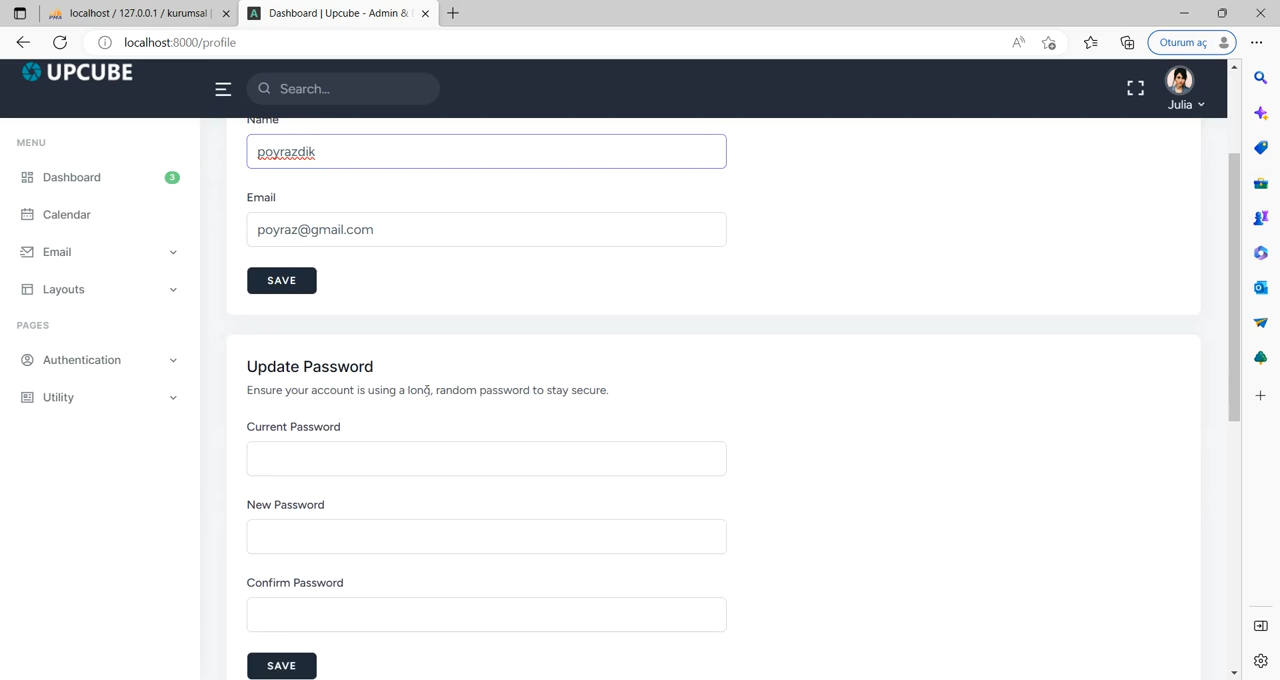 localhost / 127.0.0.1 / kurumsal
Dashboard | Upcube - Admin &
localhost:8000/profile
Oturum aç
UPCUBE
Search...
Julia
MENU
Dashboard
3
Calendar
Email
Layouts
PAGES
Authentication
Utility
Name
poyrazdik
Email
poyraz@gmail.com
SAVE
Update Password
Ensure your account is using a long, random password to stay secure.
Current Password
New Password
Confirm Password
SAVE